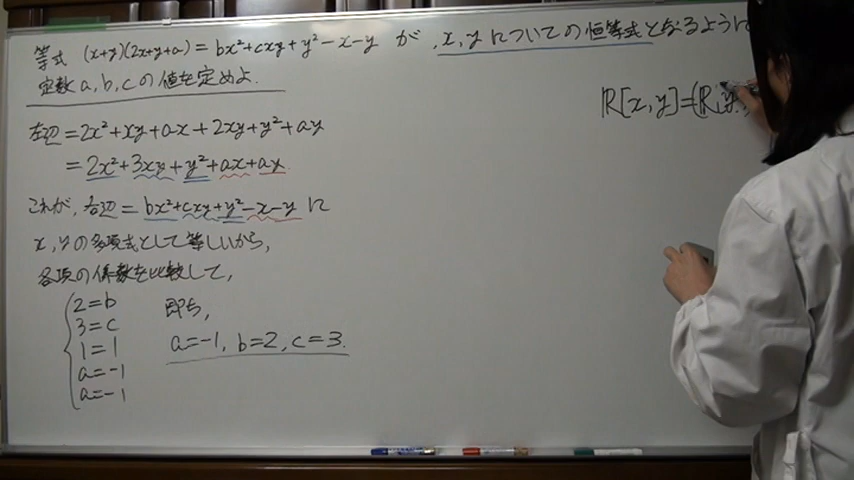 等式 (x+y)(2x+y+a)=bx²+cxy+y²-x-y が, x,yについての恒等式となるように
定数a,b,cの値を定めよ.
左辺=2x²+xy+ax+2xy+y²+ay
=2x²+3xy+y²+ax+ay.
これが, 右辺=bx²+cxy+y²-x-y に
x,yの多項式として等しいから,
各項の係数を比較して,
2=b
3=c
1=1
a=-1
a=-1
即ち,
a=-1, b=2, c=3.
ℝ[x,y]=(ℝ[y